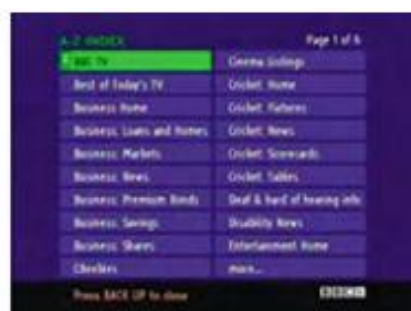 A-Z INDEX
Page 1 of 6
BBC TV
Best of Today's TV
Business Home
Business: Loans and Homes
Business: Markets
Business: News
Business: Premium Bonds
Business: Savings
Business: Shares
CBeebies
Cinema Listings
Cricket: Home
Cricket: Fixtures
Cricket: News
Cricket: Scorecards
Cricket: Tables
Deaf & hard of hearing info
Disability News
Entertainment Home
more...
Press BACK UP to close
BBC